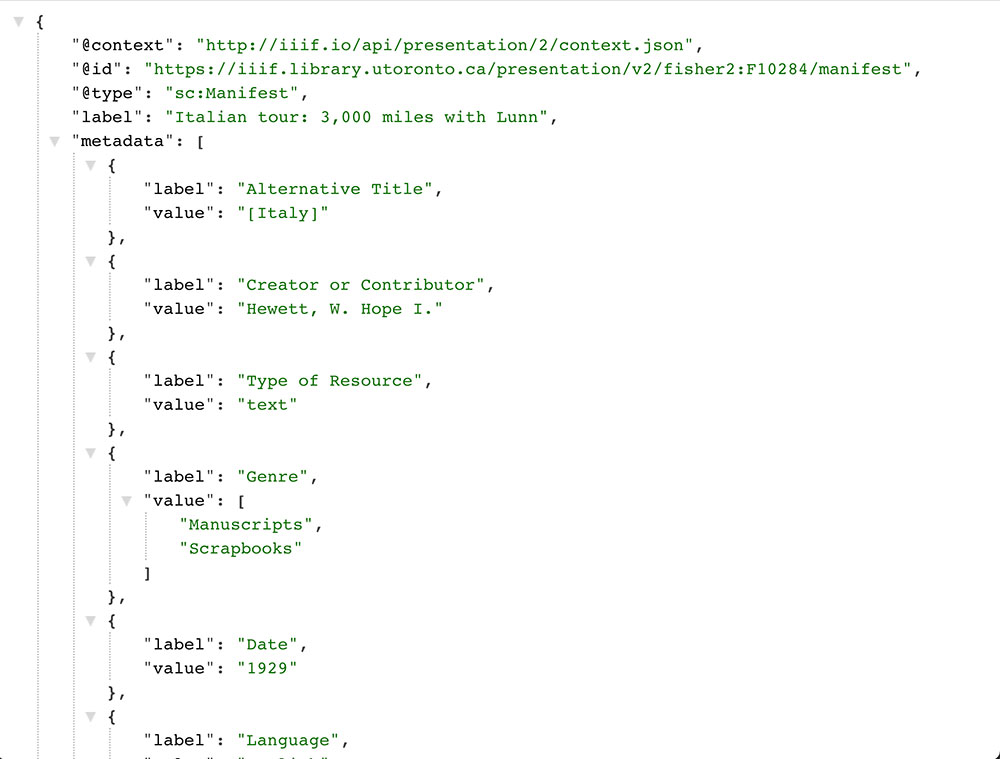 {
"@context": "http://iiif.io/api/presentation/2/context.json",
"@id": "https://iiif.library.utoronto.ca/presentation/v2/fisher2:F10284/manifest",
"@type": "sc:Manifest",
"label": "Italian tour: 3,000 miles with Lunn",
"metadata": [
{
"label": "Alternative Title",
"value": "[Italy]"
},
{
"label": "Creator or Contributor",
"value": "Hewett, W. Hope I."
},
{
"label": "Type of Resource",
"value": "text"
},
{
"label": "Genre",
"value": [
"Manuscripts",
"Scrapbooks"
]
},
{
"label": "Date",
"value": "1929"
},
{
"label": "Language",